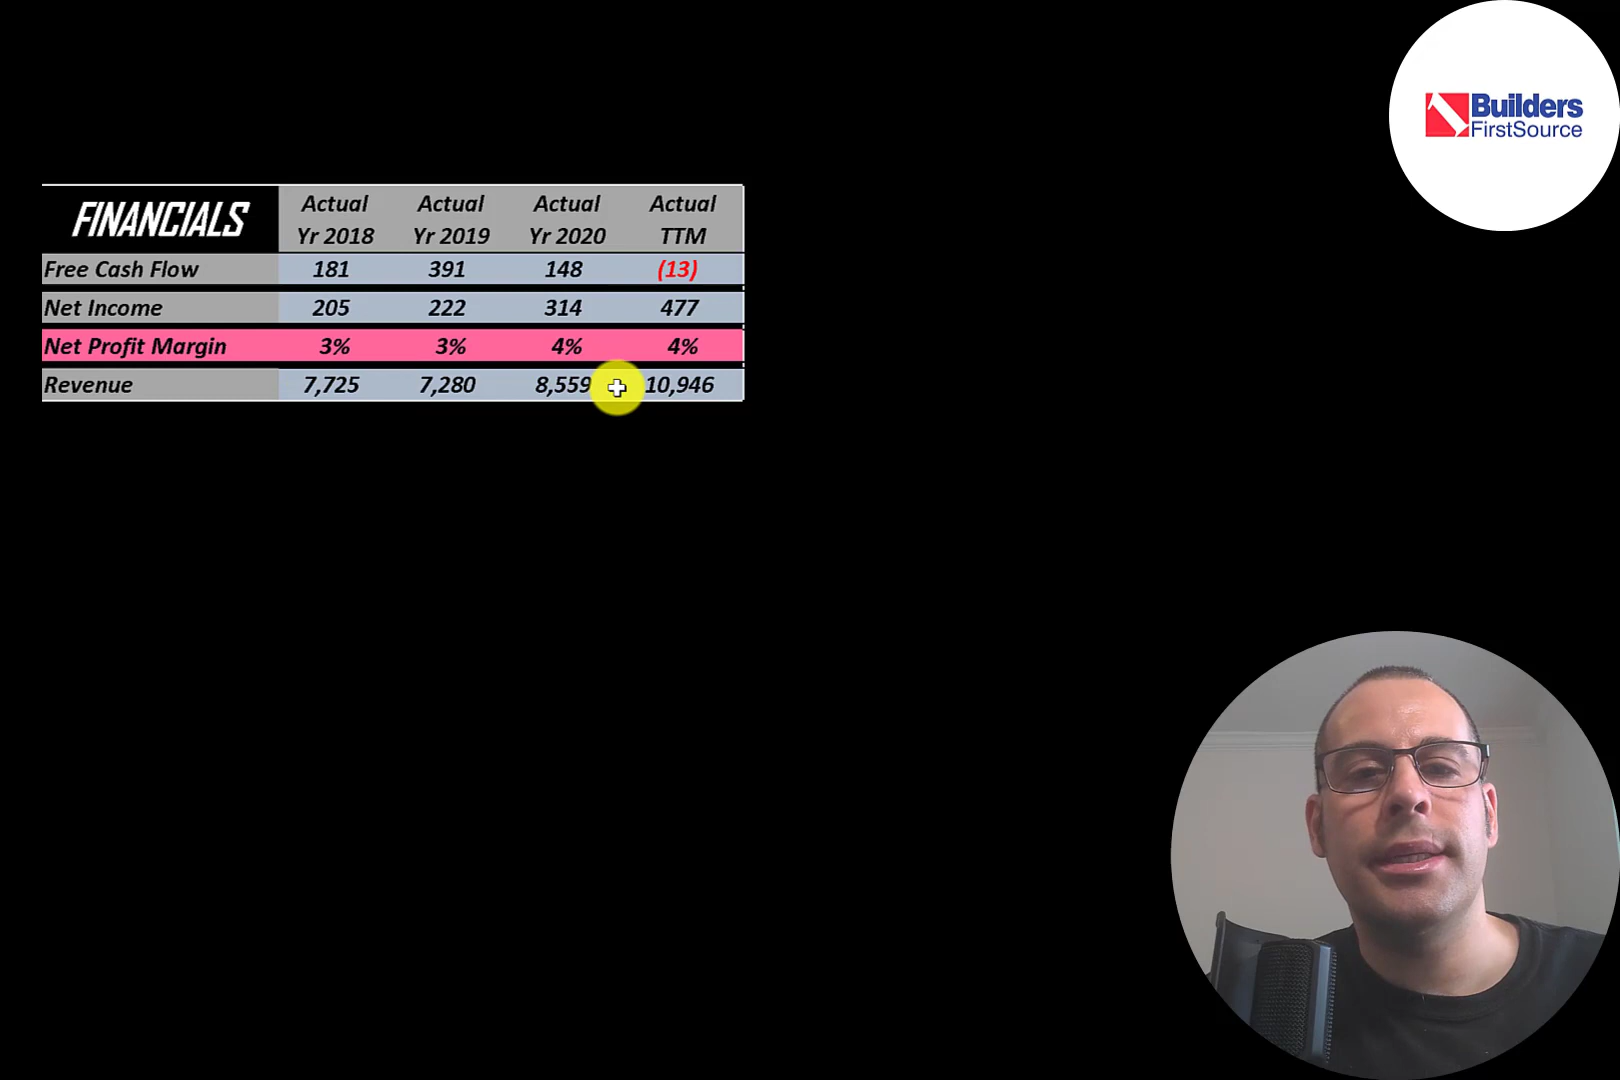 Builders
FirstSource
FINANCIALS Actual Yr 2018 Actual Yr 2019 Actual Yr 2020 Actual TTM
Free Cash Flow 181 391 148 (13)
Net Income 205 222 314 477
Net Profit Margin 3% 3% 4% 4%
Revenue 7,725 7,280 8,559 10,946